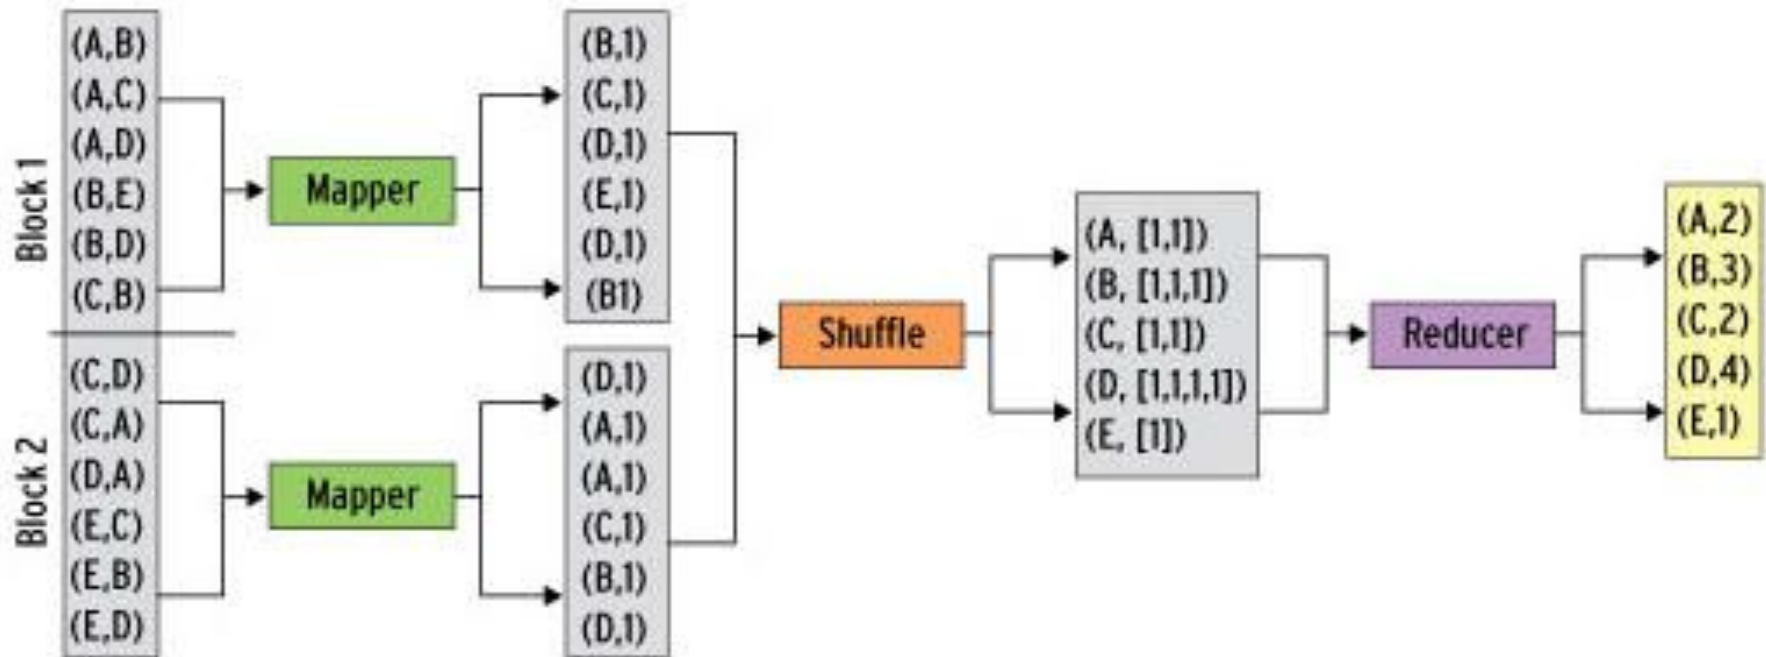 Block 1
(A,B)
(A,C)
(A,D)
(B,E)
(B,D)
(C,B)
Mapper
(B,1)
(C,1)
(D,1)
(E,1)
(D,1)
(B1)
Block 2
(C,D)
(C,A)
(D,A)
(E,C)
(E,B)
(E,D)
Mapper
(D,1)
(A,1)
(A,1)
(C,1)
(B,1)
(D,1)
Shuffle
(A, [1,1])
(B, [1,1,1])
(C, [1,1])
(D, [1,1,1,1])
(E, [1])
Reducer
(A,2)
(B,3)
(C,2)
(D,4)
(E,1)